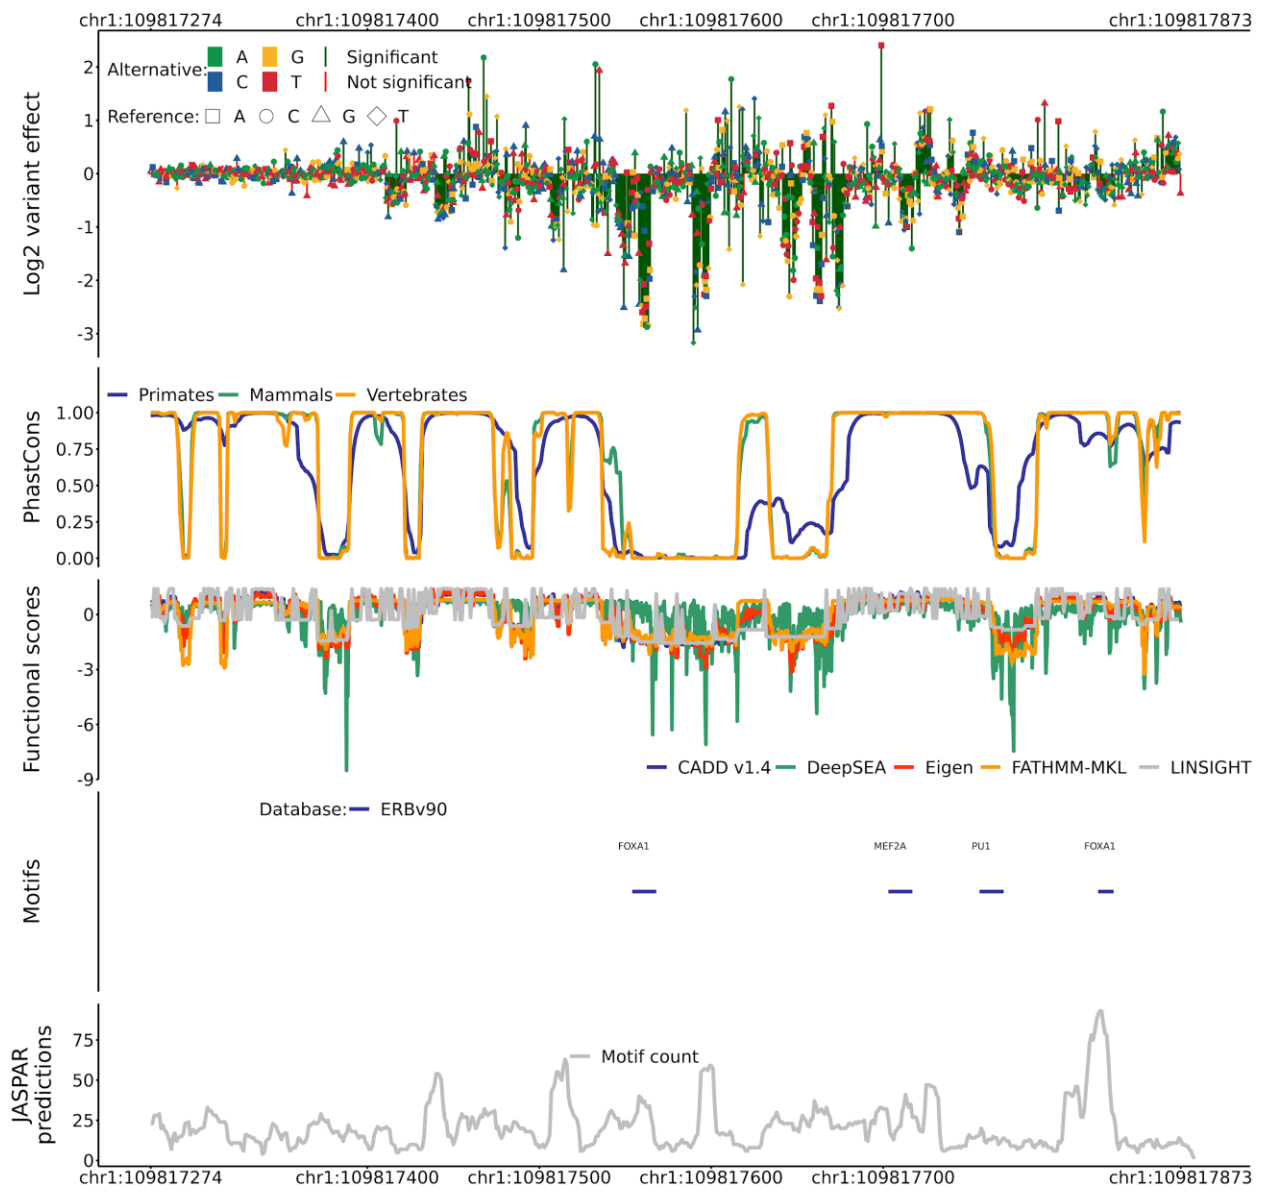 chr1:109817274 chr1:109817400 chr1:109817500 chr1:109817600 chr1:109817700 chr1:109817873
Alternative: A G Significant
C T Not significant
Reference: A C G T
Log2 variant effect
2
1
0
-1
-2
-3
Primates Mammals Vertebrates
PhastCons
1.00
0.75
0.50
0.25
0.00
Functional scores
0
-3
-6
-9
CADD v1.4 DeepSEA Eigen FATHMM-MKL LINSIGHT
Database: ERBv90
Motifs
FOXA1 MEF2A PU1 FOXA1
JASPAR
predictions
75
50
25
0
Motif count
chr1:109817274 chr1:109817400 chr1:109817500 chr1:109817600 chr1:109817700 chr1:109817873